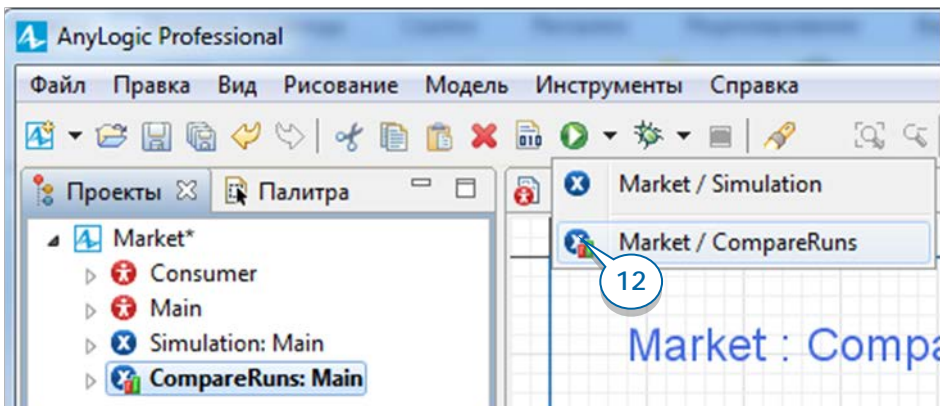 AnyLogic Professional
Файл Правка Вид Рисование Модель Инструменты Справка
Проекты Палитра
Market*
Consumer
Main
Simulation: Main
CompareRuns: Main
Market / Simulation
Market / CompareRuns
12
Market : Compa